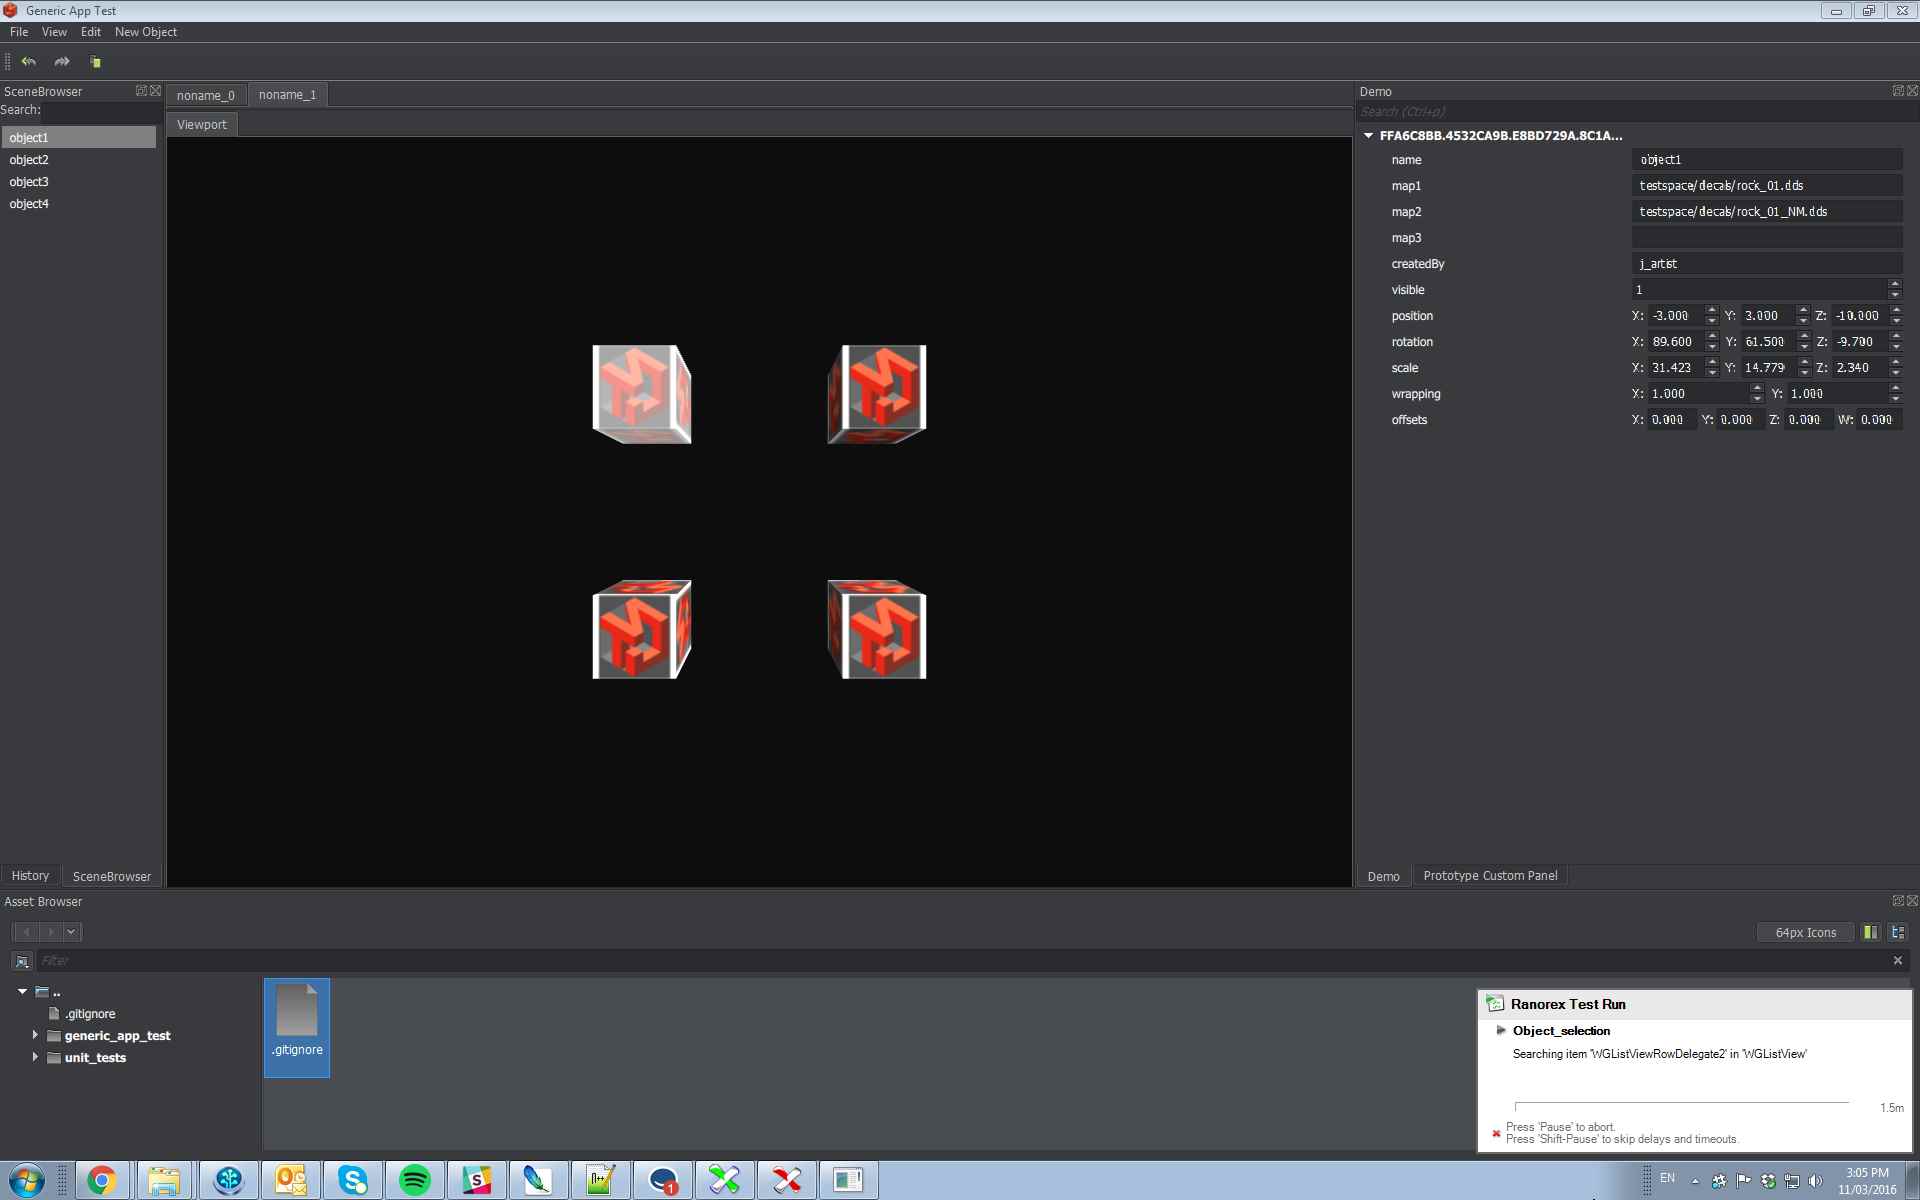 Generic App Test
File View Edit New Object
SceneBrowser
Search:
object1
object2
object3
object4
History SceneBrowser
noname_0 noname_1
Viewport
Demo
Search (Ctrl+p)
FFA6C8BB.4532CA9B.E8BD729A.8C1A...
name object1
map1 testspace/decals/rock_01.dds
map2 testspace/decals/rock_01_NM.dds
map3
createdBy j_artist
visible 1
position X: -3.000 Y: 3.000 Z: -10.000
rotation X: 89.600 Y: 61.500 Z: -9.700
scale X: 31.423 Y: 14.779 Z: 2.340
wrapping X: 1.000 Y: 1.000
offsets X: 0.000 Y: 0.000 Z: 0.000 W: 0.000
Demo Prototype Custom Panel
Asset Browser
64px Icons
Filter
..
.gitignore
generic_app_test
unit_tests
.gitignore
Ranorex Test Run
Object_selection
Searching item 'WGListViewRowDelegate2' in 'WGListView'
1.5m
Press 'Pause' to abort.
Press 'Shift-Pause' to skip delays and timeouts.
EN
3:05 PM
11/03/2016